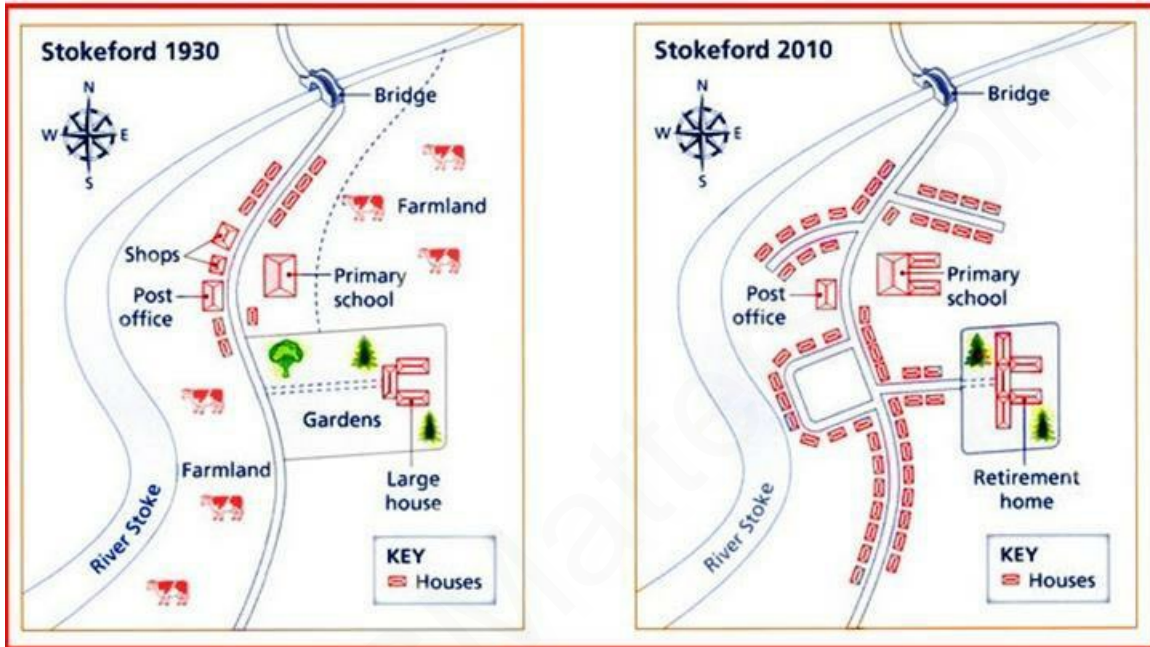 Stokeford 1930
N
W E
S
Bridge
Farmland
Shops
Primary
school
Post
office
Gardens
Farmland
Large
house
River Stoke
KEY
Houses
Stokeford 2010
N
W E
S
Bridge
Post
office
Primary
school
Retirement
home
River Stoke
KEY
Houses